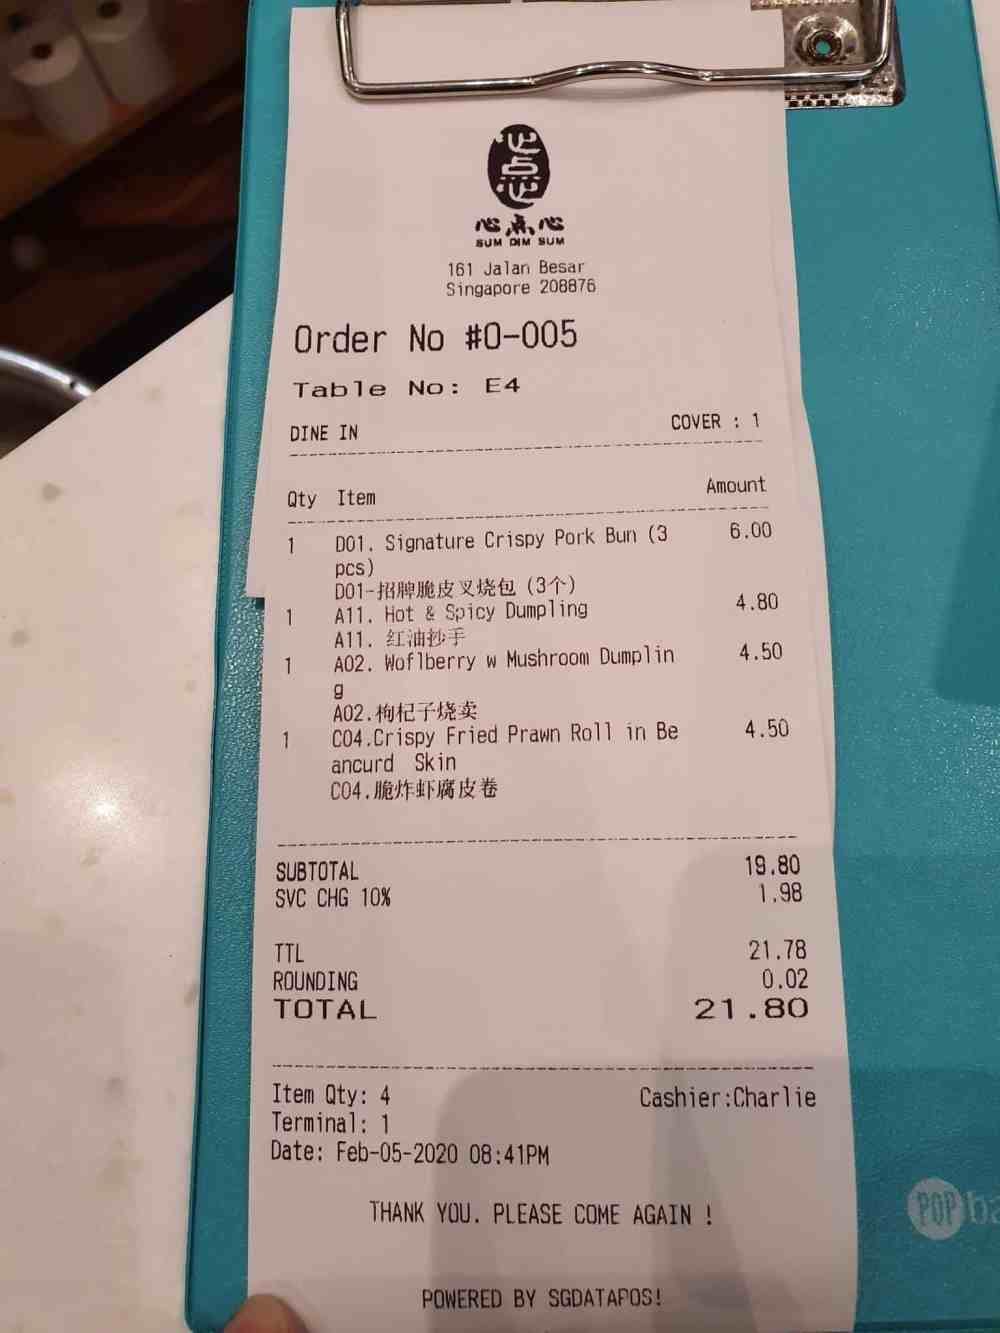 心点心
心点心
SUM DIM SUM
161 Jalan Besar
Singapore 208876
Order No #O-005
Table No: E4
DINE IN COVER : 1
Qty Item Amount
1 D01. Signature Crispy Pork Bun (3 6.00
pcs)
D01-招牌脆皮叉烧包 (3个)
1 A11. Hot & Spicy Dumpling 4.80
A11. 红油抄手
1 A02. Woflberry w Mushroom Dumplin 4.50
g
A02.枸杞子烧卖
1 C04.Crispy Fried Prawn Roll in Be 4.50
ancurd Skin
C04.脆炸虾腐皮卷
SUBTOTAL 19.80
SVC CHG 10% 1.98
TTL 21.78
ROUNDING 0.02
TOTAL 21.80
Item Qty: 4 Cashier:Charlie
Terminal: 1
Date: Feb-05-2020 08:41PM
THANK YOU. PLEASE COME AGAIN !
POWERED BY SGDATAPOS!
POP